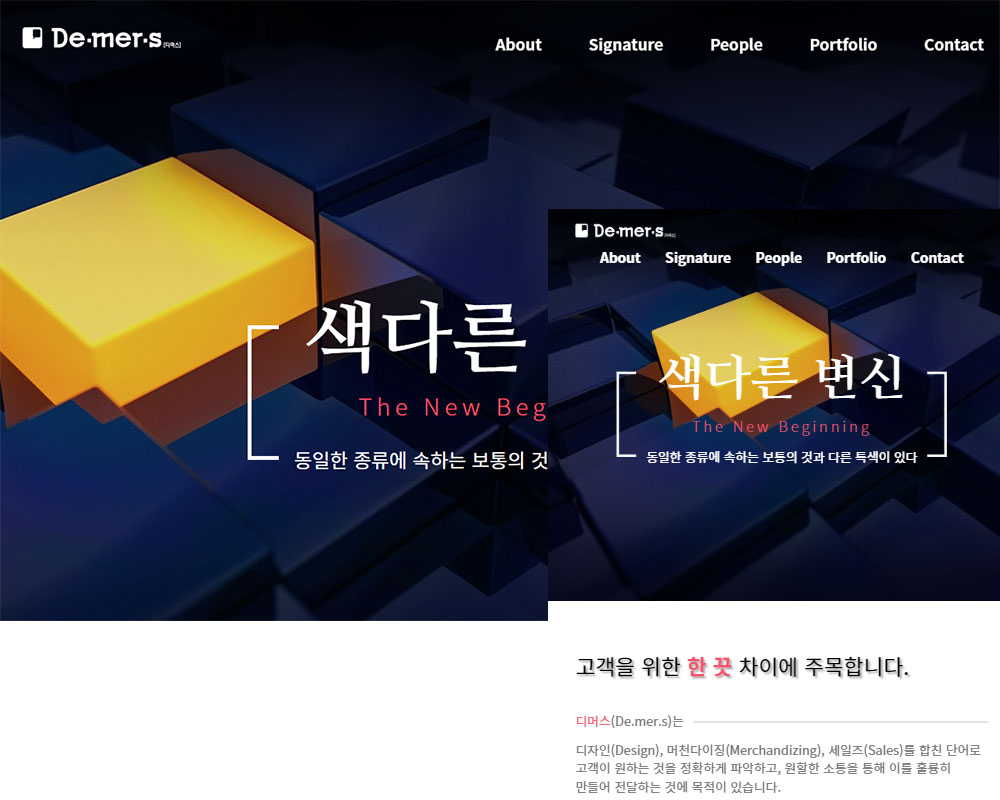 De·mer·s [디머스]
About Signature People Portfolio Contact
색다른
The New Beg
동일한 종류에 속하는 보통의 것
De·mer·s
About Signature People Portfolio Contact
색다른 변신
The New Beginning
동일한 종류에 속하는 보통의 것과 다른 특색이 있다
고객을 위한 한 끗 차이에 주목합니다.
디머스(De.mer.s)는
디자인(Design), 머천다이징(Merchandizing), 세일즈(Sales)를 합친 단어로
고객이 원하는 것을 정확하게 파악하고, 원할한 소통을 통해 이를 훌륭히
만들어 전달하는 것에 목적이 있습니다.